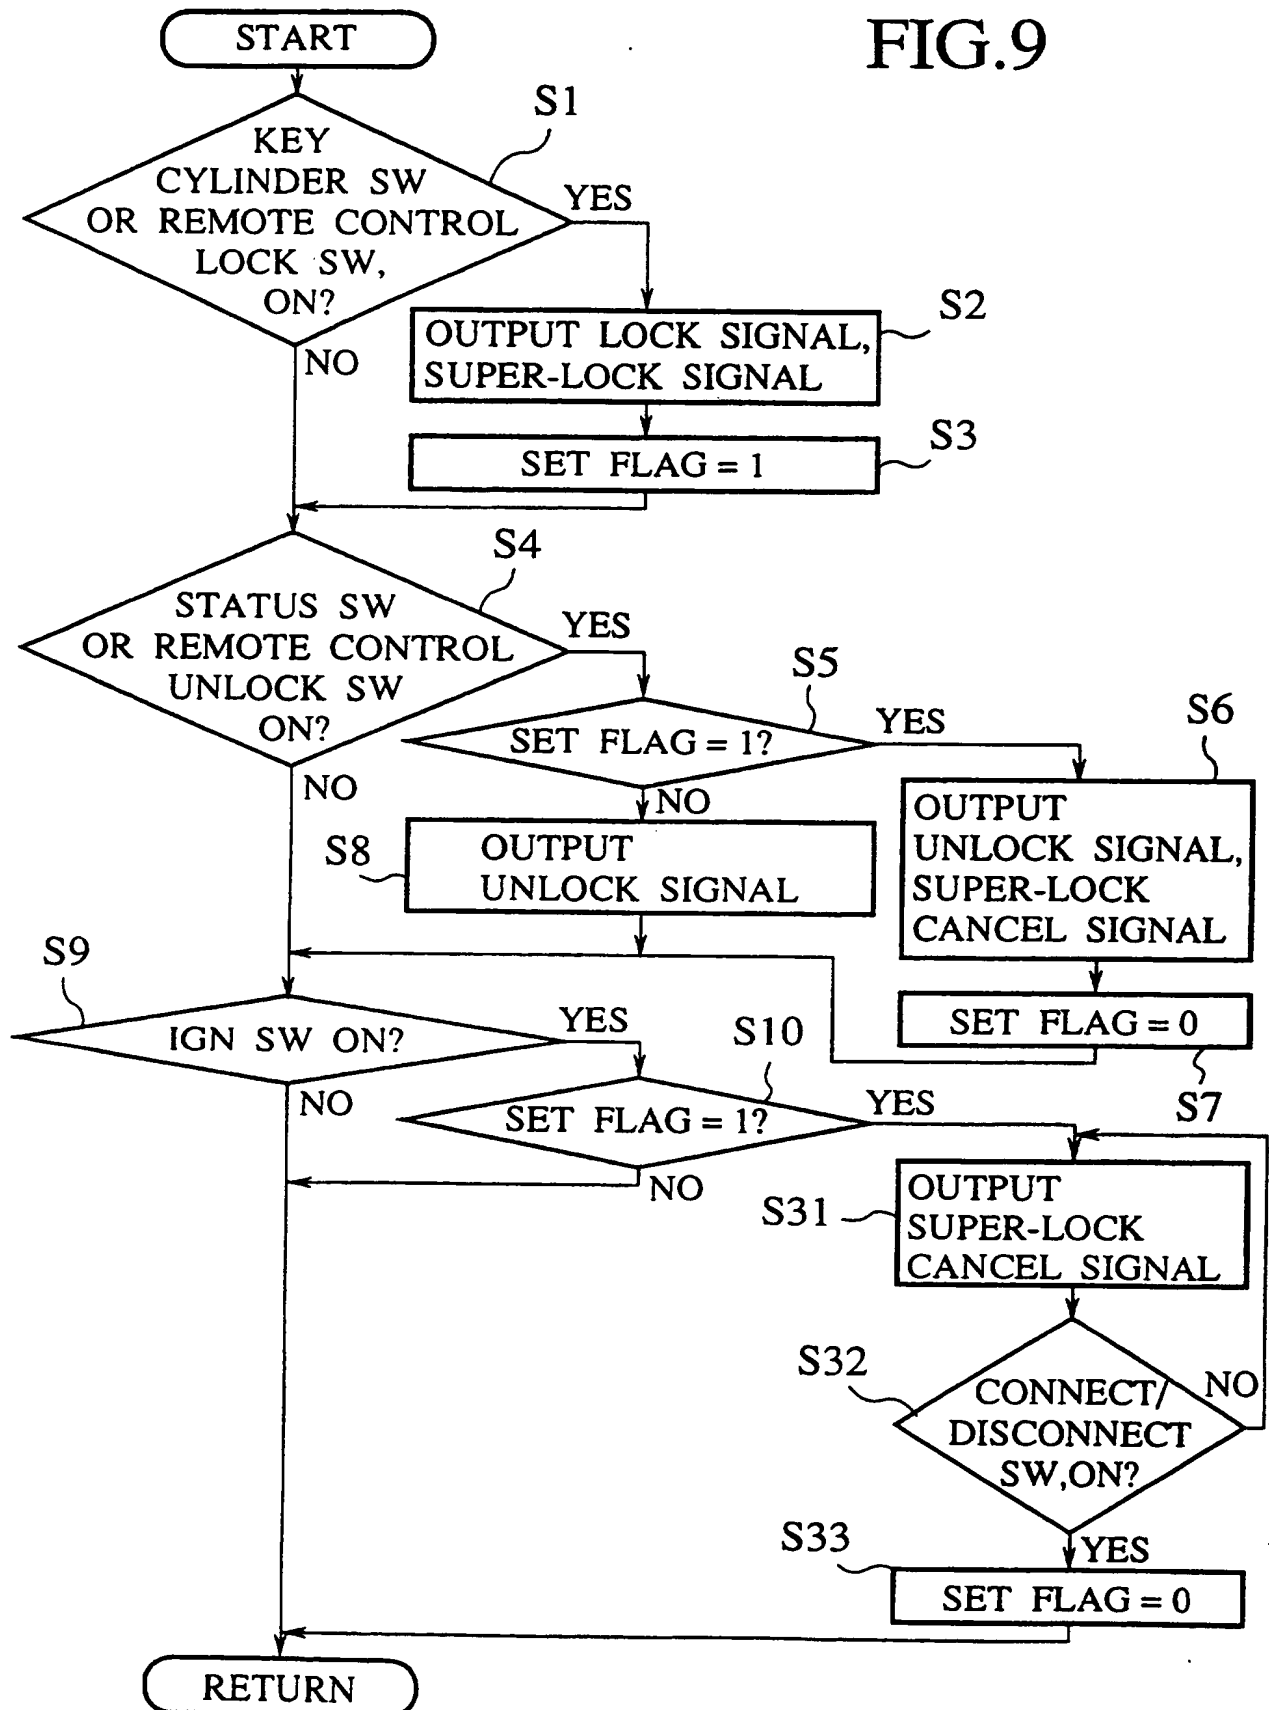 START
FIG.9
S1
KEY
CYLINDER SW
OR REMOTE CONTROL
LOCK SW,
ON?
YES
NO
S2
OUTPUT LOCK SIGNAL,
SUPER-LOCK SIGNAL
S3
SET FLAG = 1
S4
STATUS SW
OR REMOTE CONTROL
UNLOCK SW
ON?
YES
NO
S5
SET FLAG = 1?
YES
NO
S6
OUTPUT
UNLOCK SIGNAL,
SUPER-LOCK
CANCEL SIGNAL
S8
OUTPUT
UNLOCK SIGNAL
SET FLAG = 0
S7
S9
IGN SW ON?
YES
NO
S10
SET FLAG = 1?
YES
NO
S31
OUTPUT
SUPER-LOCK
CANCEL SIGNAL
S32
CONNECT/
DISCONNECT
SW,ON?
NO
YES
S33
SET FLAG = 0
RETURN